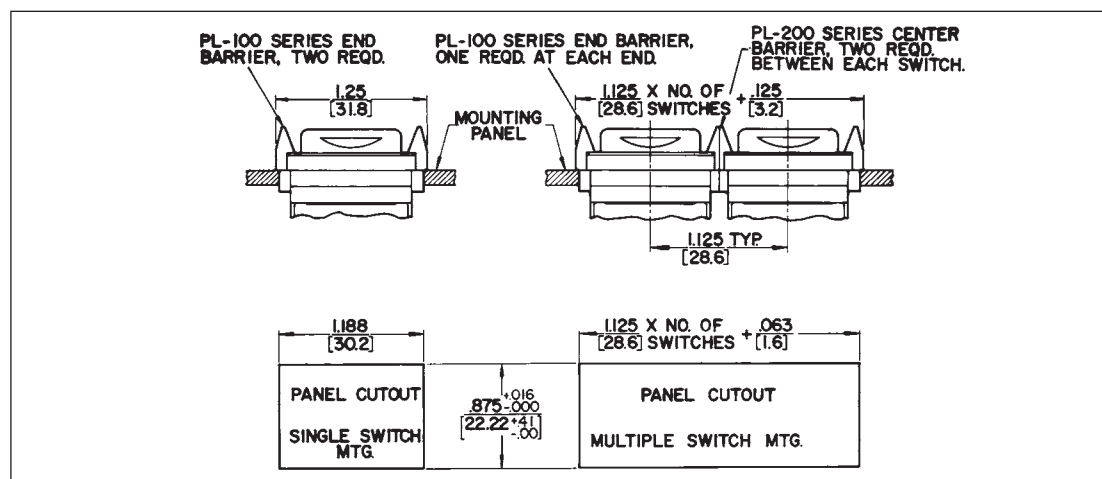 PL-100 SERIES END
BARRIER, TWO REQD.
PL-100 SERIES END BARRIER,
ONE REQD. AT EACH END.
PL-200 SERIES CENTER
BARRIER, TWO REQD.
BETWEEN EACH SWITCH.
1.25
[31.8]
MOUNTING
PANEL
1.125 X NO. OF + .125
[28.6] SWITCHES [3.2]
1.125 TYP.
[28.6]
1.188
[30.2]
1.125 X NO. OF + .063
[28.6] SWITCHES [1.6]
PANEL CUTOUT
SINGLE SWITCH
MTG.
.875 +.016 -.000
[22.22 +.41 -.00]
PANEL CUTOUT
MULTIPLE SWITCH MTG.